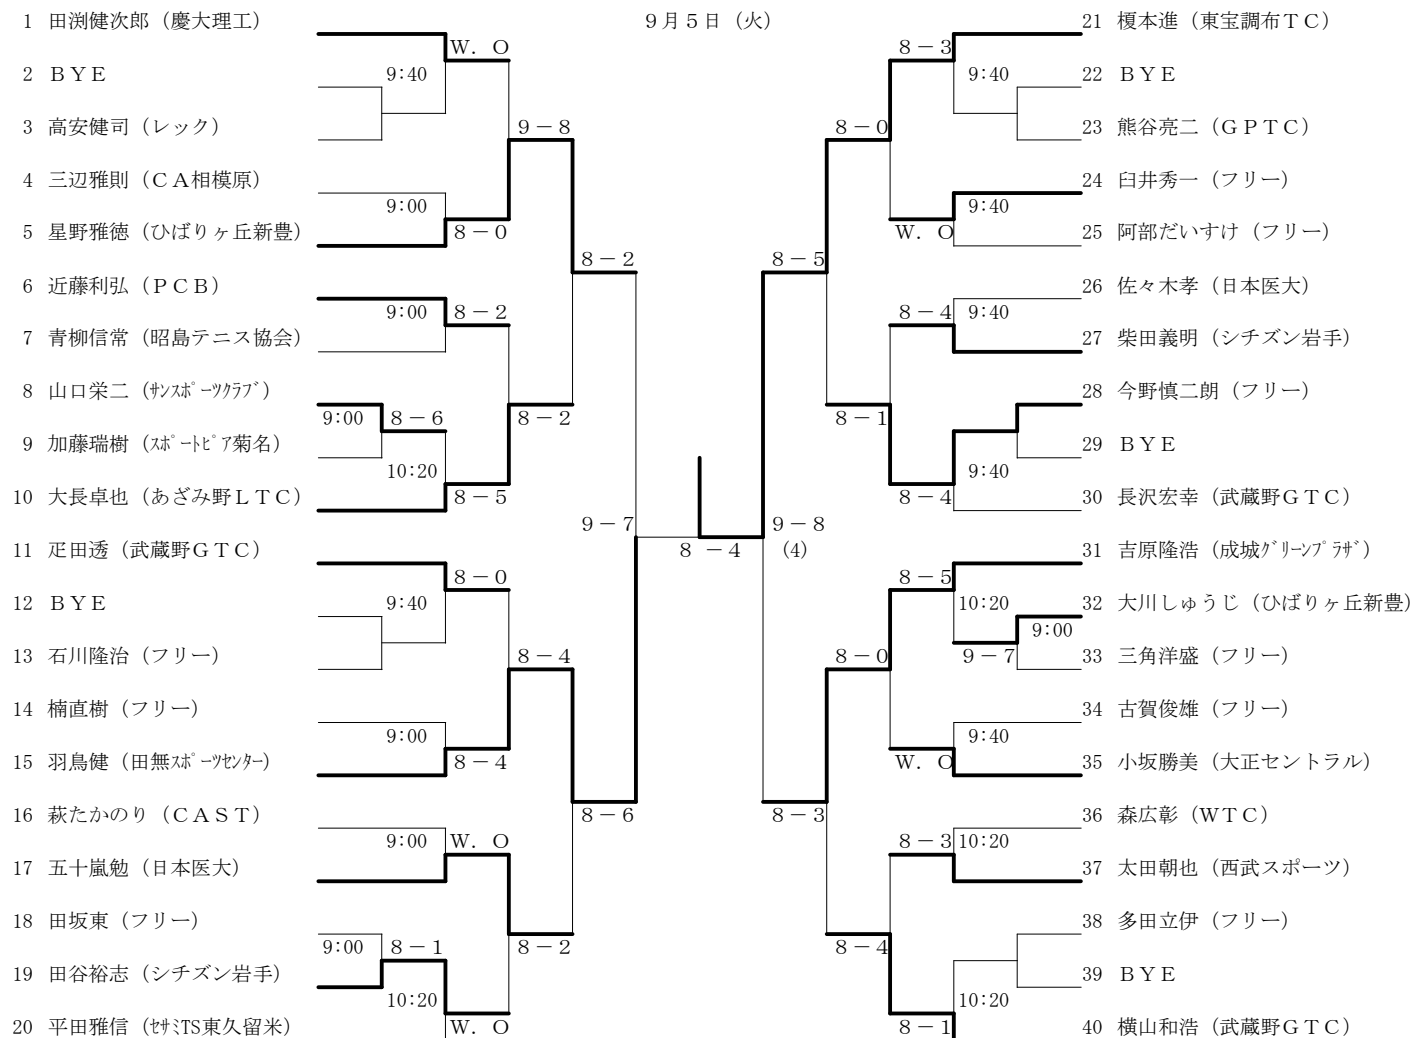 9月5日（火）
1 田渕健次郎（慶大理工）
W．O
2 ＢＹＥ
9:40
3 高安健司（レック）
9－8
4 三辺雅則（ＣＡ相模原）
9:00
5 星野雅徳（ひばりヶ丘新豊）
8－0
8－2
6 近藤利弘（ＰＣＢ）
9:00
8－2
7 青柳信常（昭島テニス協会）
8 山口栄二（ｻﾝｽﾎﾟｰﾂｸﾗﾌﾞ）
9:00
8－6
8－2
9 加藤瑞樹（ｽﾎﾟｰﾄﾋﾟｱ菊名）
10:20
10 大長卓也（あざみ野ＬＴＣ）
8－5
9－7
11 疋田透（武蔵野ＧＴＣ）
8－0
12 ＢＹＥ
9:40
13 石川隆治（フリー）
8－4
14 楠直樹（フリー）
9:00
15 羽鳥健（田無ｽﾎﾟｰﾂｾﾝﾀｰ）
8－4
16 萩たかのり（ＣＡＳＴ）
8－6
9:00
W．O
17 五十嵐勉（日本医大）
18 田坂東（フリー）
9:00
8－1
8－2
19 田谷裕志（シチズン岩手）
10:20
20 平田雅信（ｾｻﾐTS東久留米）
W．O
8－4
9－8
(4)
21 榎本進（東宝調布ＴＣ）
8－3
9:40
22 ＢＹＥ
23 熊谷亮二（ＧＰＴＣ）
8－0
24 臼井秀一（フリー）
9:40
25 阿部だいすけ（フリー）
W．O
8－5
26 佐々木孝（日本医大）
8－4
9:40
27 柴田義明（シチズン岩手）
28 今野慎二朗（フリー）
8－1
29 ＢＹＥ
9:40
30 長沢宏幸（武蔵野ＧＴＣ）
8－4
31 吉原隆浩（成城ｸﾞﾘｰﾝﾌﾟﾗｻﾞ）
8－5
10:20
32 大川しゅうじ（ひばりヶ丘新豊）
9:00
33 三角洋盛（フリー）
9－7
8－0
34 古賀俊雄（フリー）
9:40
35 小坂勝美（大正セントラル）
W．O
8－3
36 森広彰（ＷＴＣ）
8－3
10:20
37 太田朝也（西武スポーツ）
38 多田立伊（フリー）
8－4
39 ＢＹＥ
10:20
40 横山和浩（武蔵野ＧＴＣ）
8－1